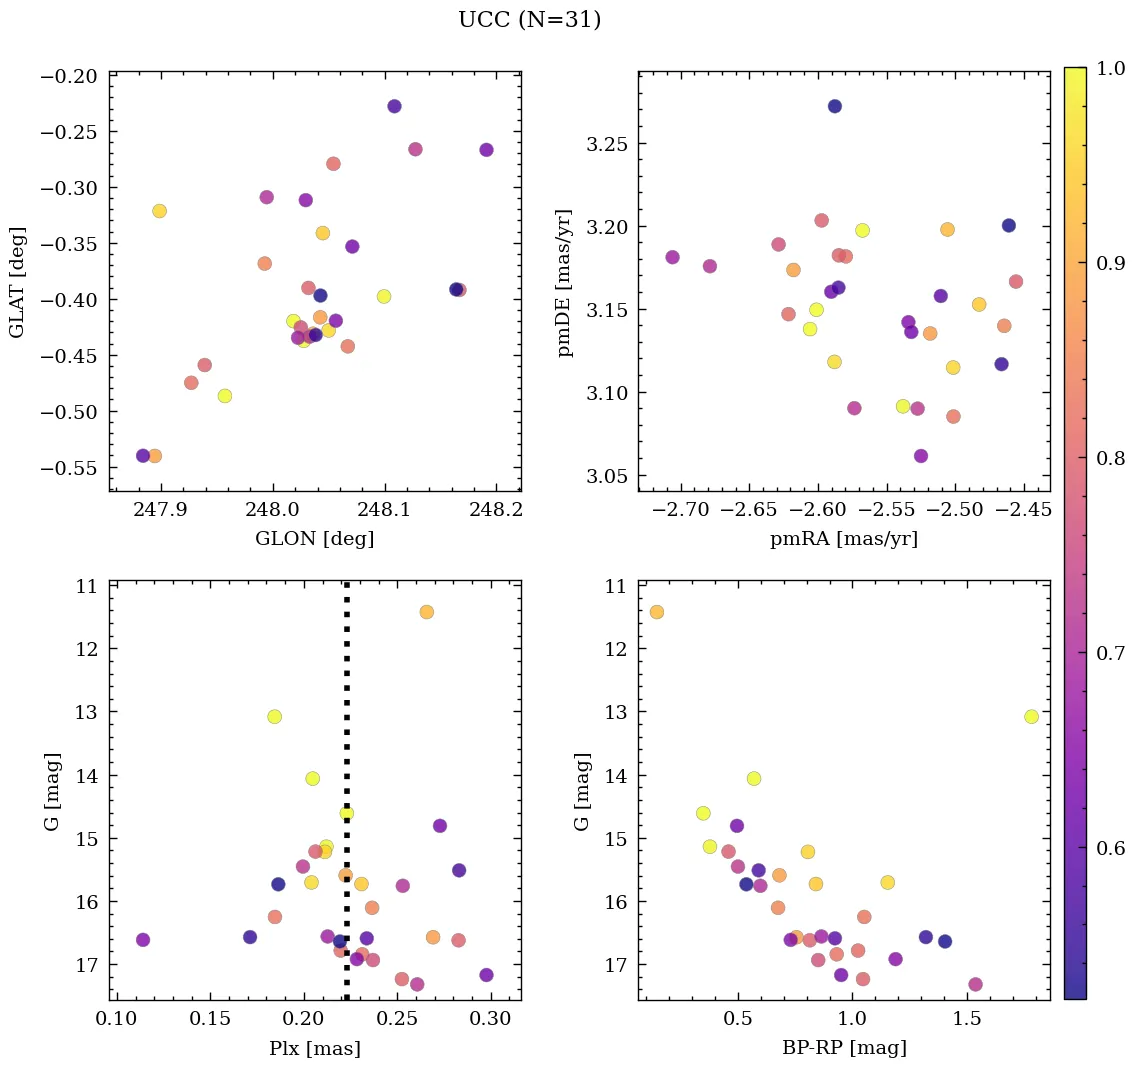 UCC (N=31)
−0.20
−0.25
−0.30
−0.35
−0.40
−0.45
−0.50
−0.55
GLAT [deg]
247.9 248.0 248.1 248.2
GLON [deg]
3.25
3.20
3.15
3.10
3.05
pmDE [mas/yr]
−2.70 −2.65 −2.60 −2.55 −2.50 −2.45
pmRA [mas/yr]
11
12
13
14
15
16
17
G [mag]
0.10 0.15 0.20 0.25 0.30
Plx [mas]
11
12
13
14
15
16
17
G [mag]
0.5 1.0 1.5
BP-RP [mag]
1.0
0.9
0.8
0.7
0.6